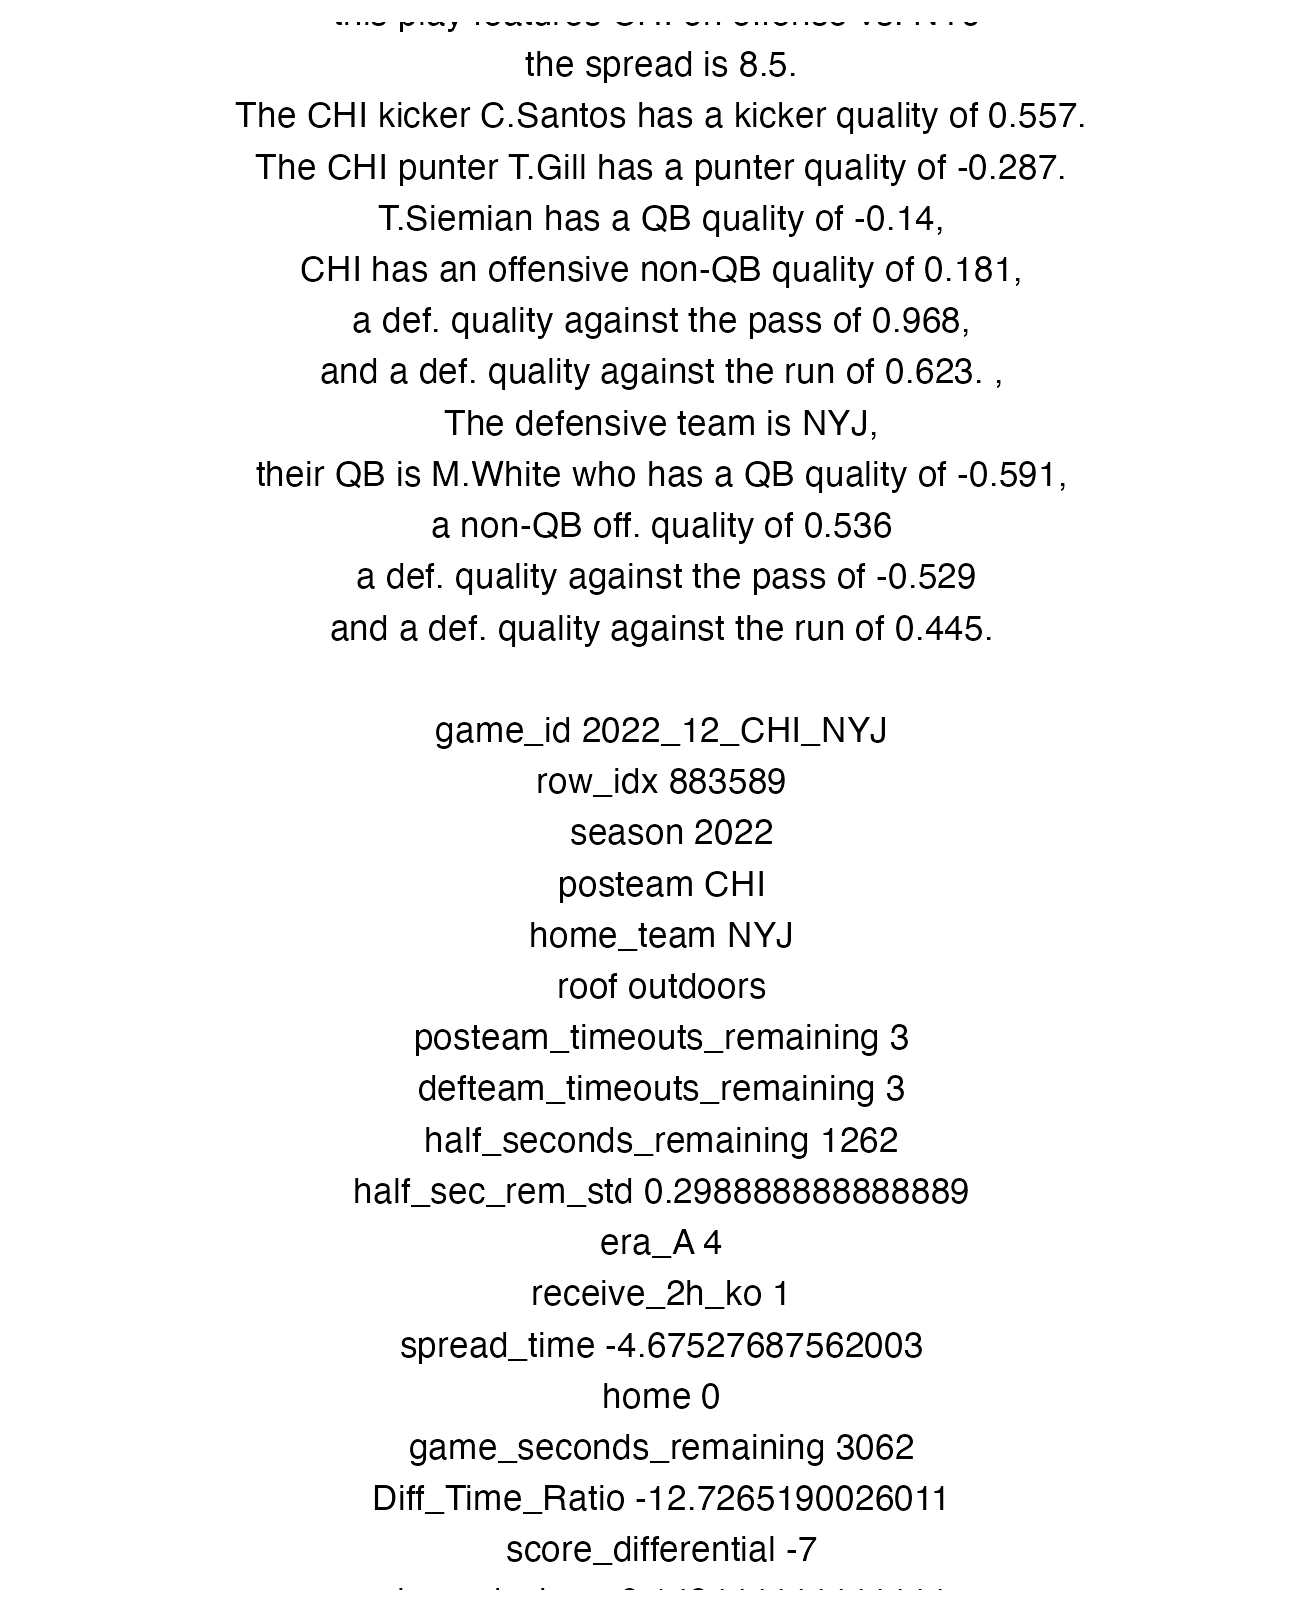 the spread is 8.5.
The CHI kicker C.Santos has a kicker quality of 0.557.
The CHI punter T.Gill has a punter quality of -0.287.
T.Siemian has a QB quality of -0.14,
CHI has an offensive non-QB quality of 0.181,
a def. quality against the pass of 0.968,
and a def. quality against the run of 0.623. ,
The defensive team is NYJ,
their QB is M.White who has a QB quality of -0.591,
a non-QB off. quality of 0.536
a def. quality against the pass of -0.529
and a def. quality against the run of 0.445.
game_id 2022_12_CHI_NYJ
row_idx 883589
season 2022
posteam CHI
home_team NYJ
roof outdoors
posteam_timeouts_remaining 3
defteam_timeouts_remaining 3
half_seconds_remaining 1262
half_sec_rem_std 0.298888888888889
era_A 4
receive_2h_ko 1
spread_time -4.67527687562003
home 0
game_seconds_remaining 3062
Diff_Time_Ratio -12.7265190026011
score_differential -7